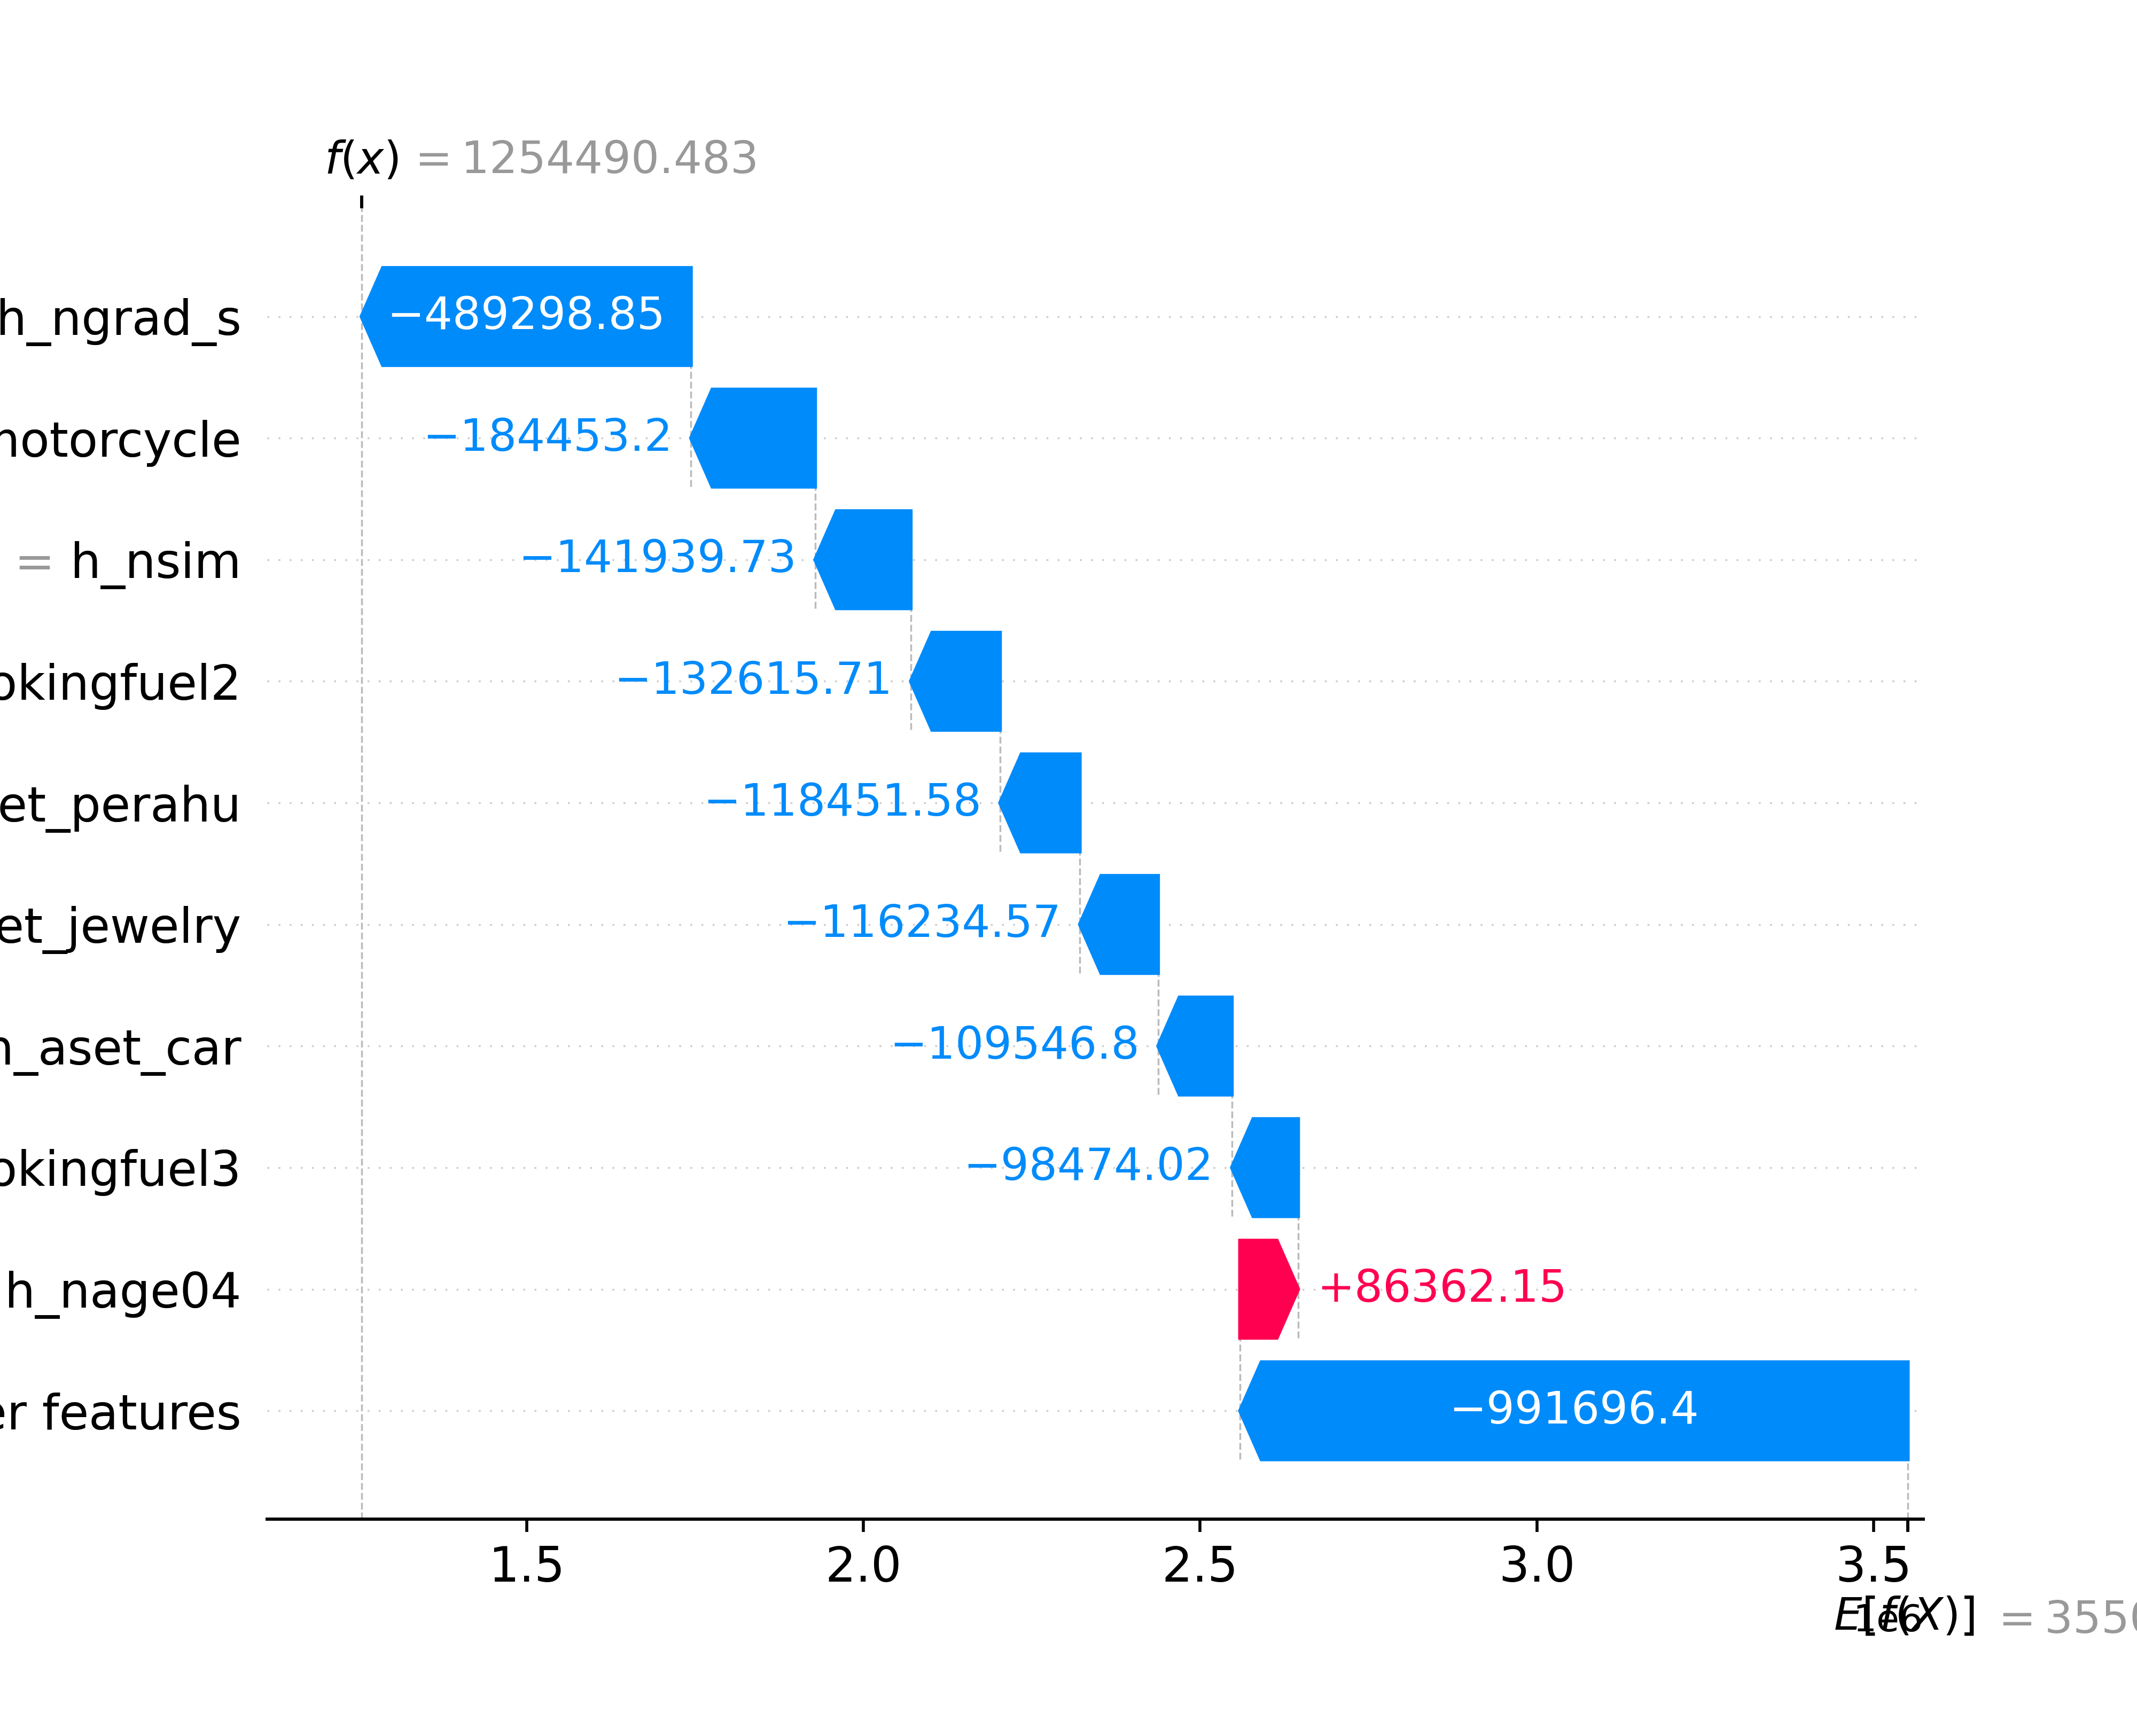 f(x) = 1254490.483
h_ngrad_s −489298.85
motorcycle −184453.2
= h_nsim −141939.73
okingfuel2 −132615.71
et_perahu −118451.58
et_jewelry −116234.57
h_aset_car −109546.8
okingfuel3 −98474.02
h_nage04 +86362.15
er features −991696.4
1.5 2.0 2.5 3.0 3.5
1e6
E[f(X)] = 3550